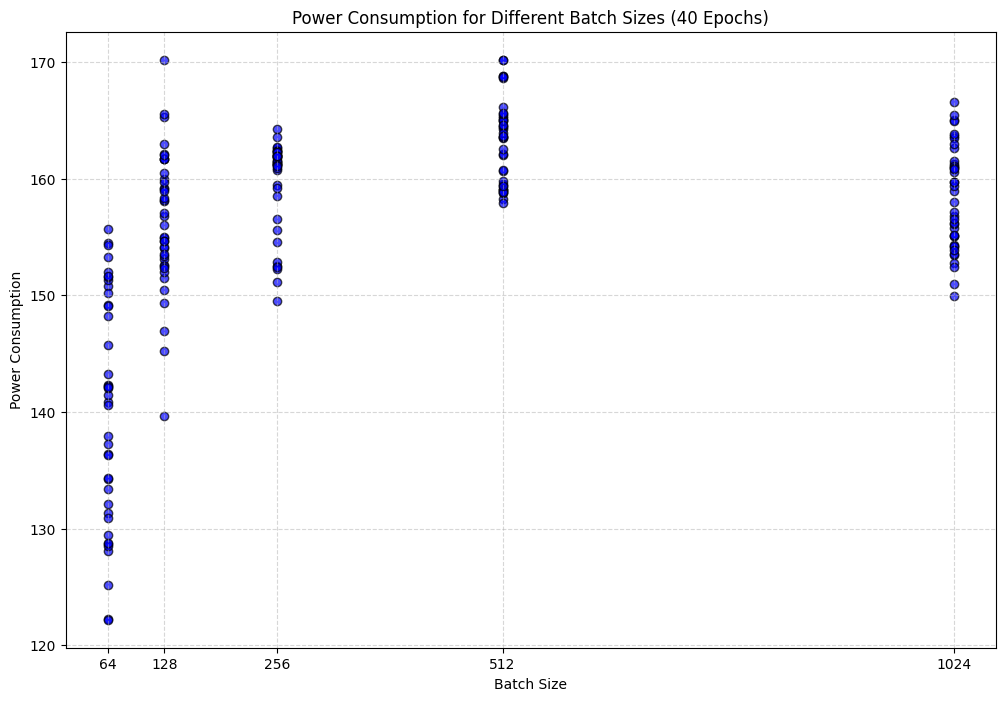 Power Consumption for Different Batch Sizes (40 Epochs)
Power Consumption
170
160
150
140
130
120
64 128 256 512 1024
Batch Size